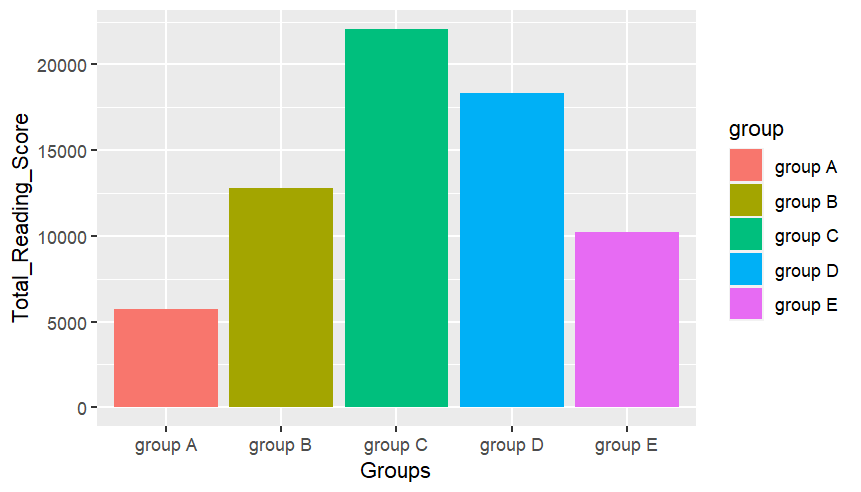 Total_Reading_Score
20000
15000
10000
5000
0
group A
group B
group C
group D
group E
Groups
group
group A
group B
group C
group D
group E